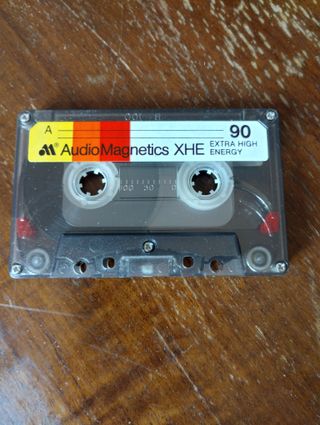 A
90
AudioMagnetics XHE
EXTRA HIGH
ENERGY
100 50 0